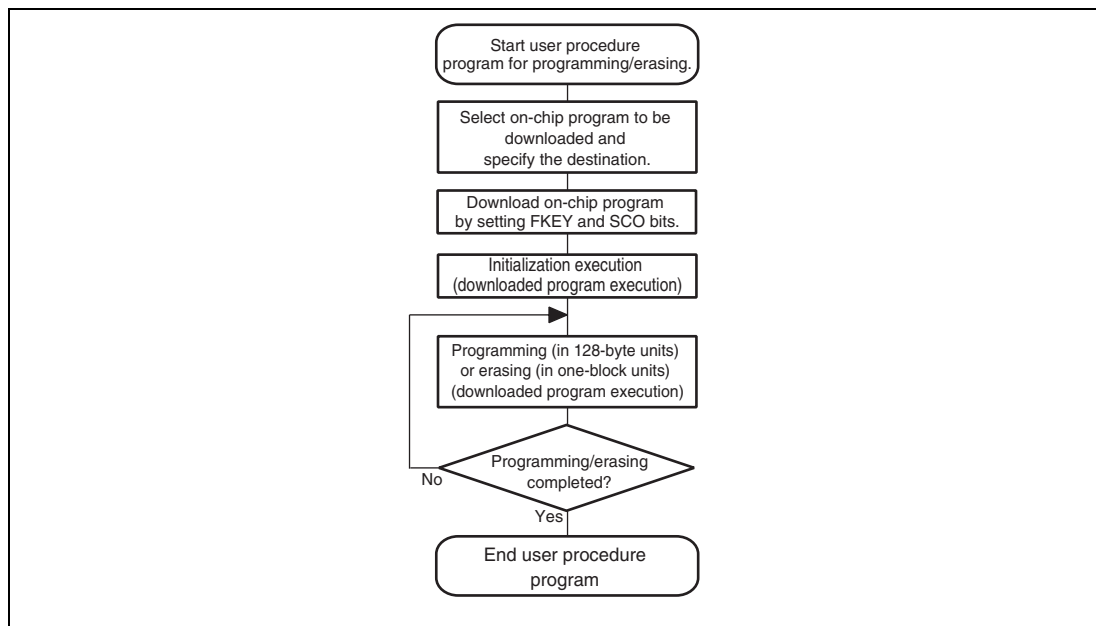 Start user procedure
program for programming/erasing.
Select on-chip program to be
downloaded and
specify the destination.
Download on-chip program
by setting FKEY and SCO bits.
Initialization execution
(downloaded program execution)
Programming (in 128-byte units)
or erasing (in one-block units)
(downloaded program execution)
Programming/erasing
completed?
No
Yes
End user procedure
program